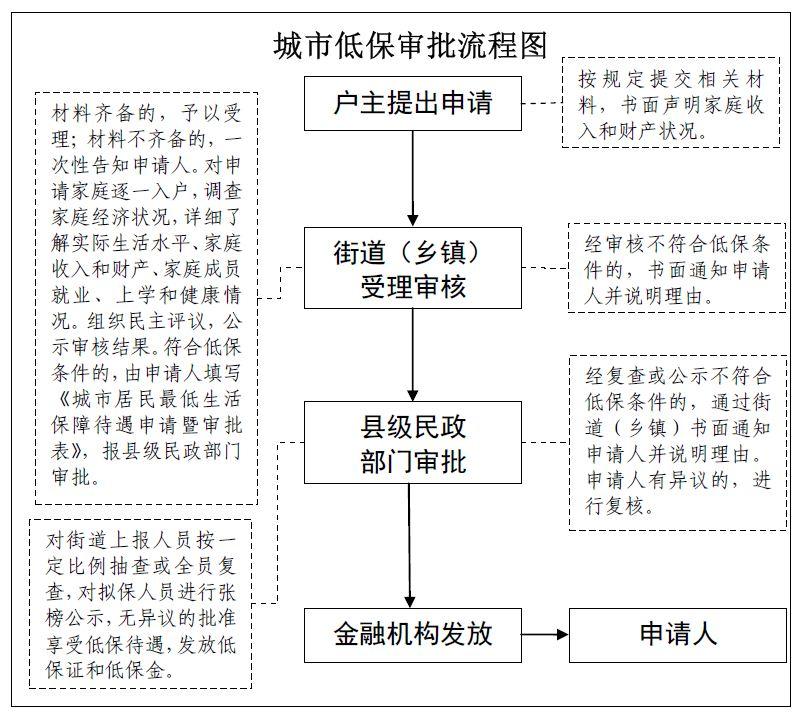 城市低保审批流程图
户主提出申请
按规定提交相关材
料，书面声明家庭收
入和财产状况。
材料齐备的，予以受
理；材料不齐备的，一
次性告知申请人。对申
请家庭逐一入户，调查
家庭经济状况，详细了
解实际生活水平、家庭
收入和财产、家庭成员
就业、上学和健康情
况。组织民主评议，公
示审核结果。符合低保
条件的，由申请人填写
《城市居民最低生活
保障待遇申请暨审批
表》，报县级民政部门
审批。
街道（乡镇）
受理审核
经审核不符合低保条
件的，书面通知申请
人并说明理由。
县级民政
部门审批
经复查或公示不符合
低保条件的，通过街
道（乡镇）书面通知
申请人并说明理由。
申请人有异议的，进
行复核。
对街道上报人员按一
定比例抽查或全员复
查，对拟保人员进行张
榜公示，无异议的批准
享受低保待遇，发放低
保证和低保金。
金融机构发放
申请人